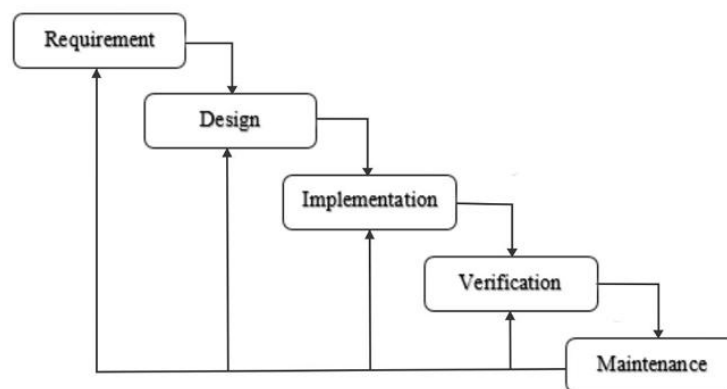 Requirement
Design
Implementation
Verification
Maintenance